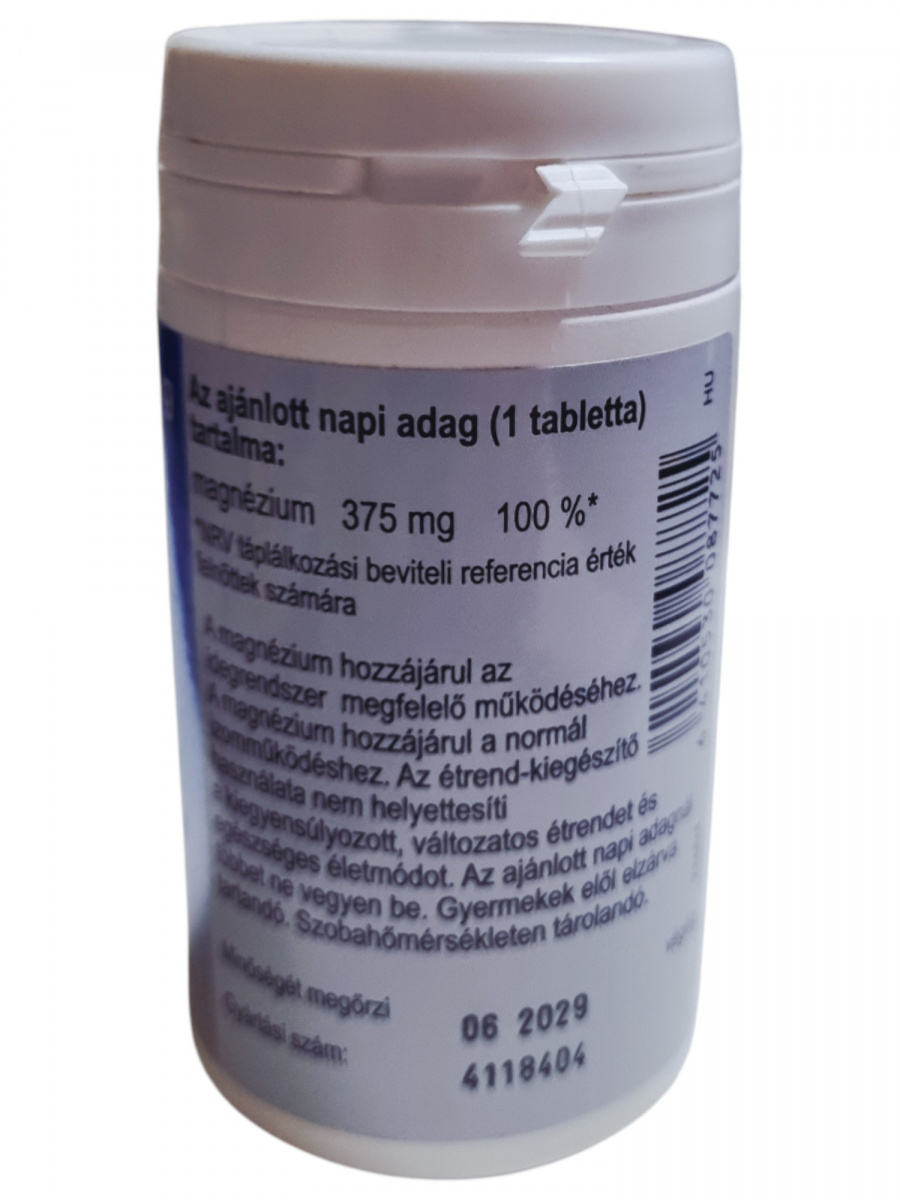 Az ajánlott napi adag (1 tabletta)
tartalma:
magnézium 375 mg 100 %*
*NRV táplálkozási beviteli referencia érték
felnőttek számára
A magnézium hozzájárul az
idegrendszer megfelelő működéséhez.
A magnézium hozzájárul a normál
izomműködéshez. Az étrend-kiegészítő
használata nem helyettesíti
a kiegyensúlyozott, változatos étrendet és
egészséges életmódot. Az ajánlott napi adagnál
többet ne vegyen be. Gyermekek elől elzárva
tartandó. Szobahőmérsékleten tárolandó.
Minőségét megőrzi 06 2029
Gyártási szám: 4118404
HU
6 410530 087725